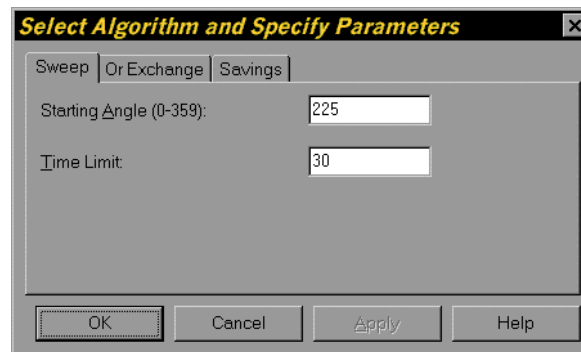 Select Algorithm and Specify Parameters
Sweep Or Exchange Savings
Starting Angle (0-359): 225
Time Limit: 30
OK Cancel Apply Help